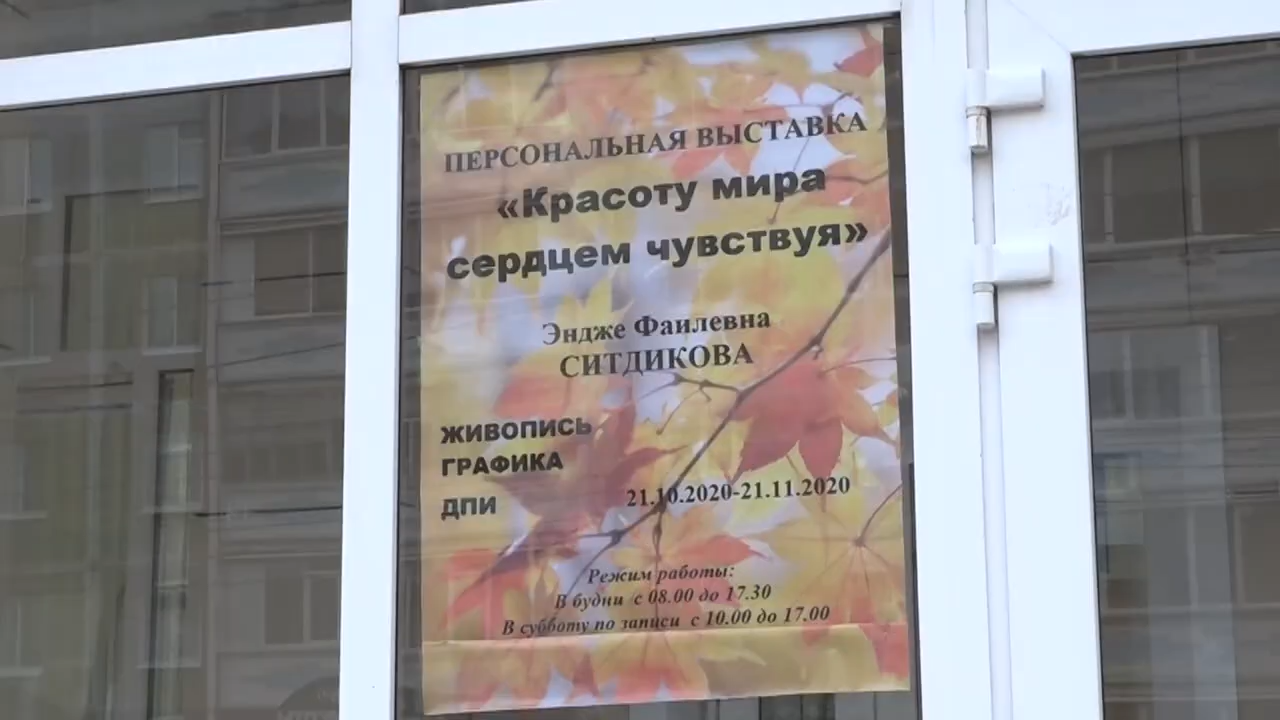 ПЕРСОНАЛЬНАЯ ВЫСТАВКА
«Красоту мира
сердцем чувствуя»
Эндже Фаилевна
СИТДИКОВА
ЖИВОПИСЬ
ГРАФИКА
ДПИ
21.10.2020-21.11.2020
Режим работы:
В будни с 08.00 до 17.30
В субботу по записи с 10.00 до 17.00